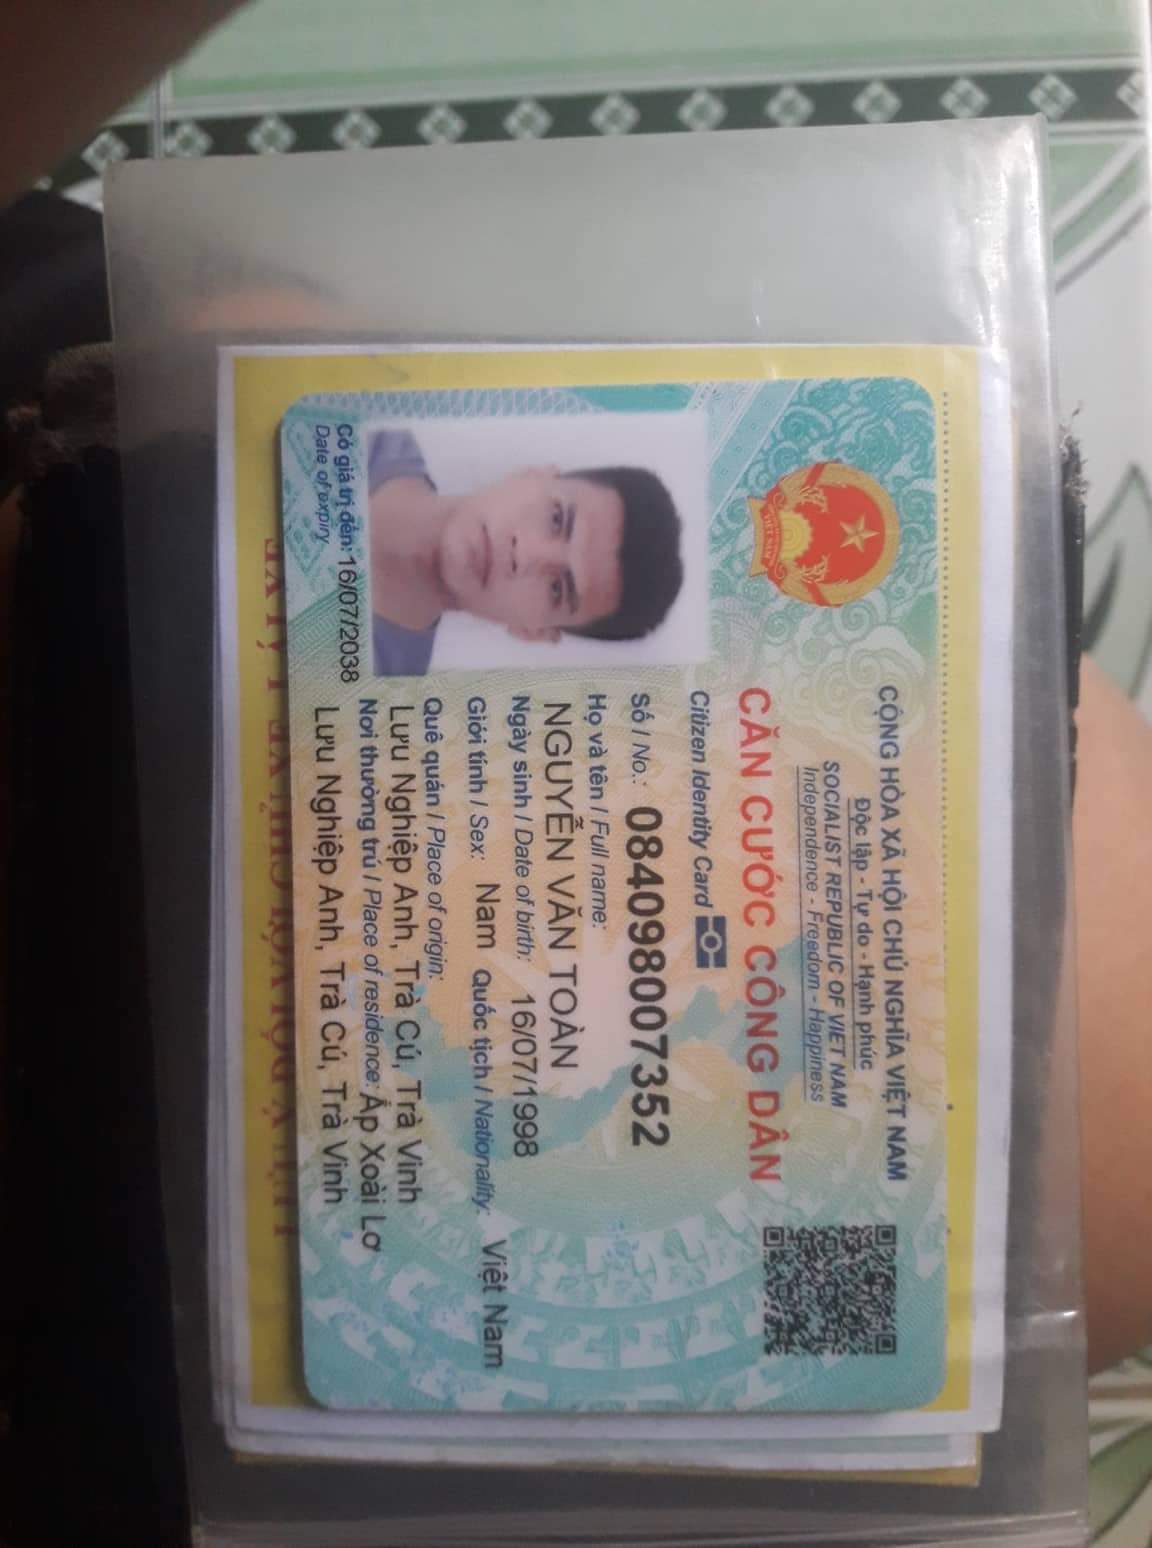 CỘNG HÒA XÃ HỘI CHỦ NGHĨA VIỆT NAM
Độc lập - Tự do - Hạnh phúc
SOCIALIST REPUBLIC OF VIET NAM
Independence - Freedom - Happiness
CĂN CƯỚC CÔNG DÂN
Citizen Identity Card
Số / No.: 084098007352
Họ và tên / Full name:
NGUYỄN VĂN TOÀN
Ngày sinh / Date of birth: 16/07/1998
Giới tính / Sex: Nam Quốc tịch / Nationality: Việt Nam
Quê quán / Place of origin:
Lưu Nghiệp Anh, Trà Cú, Trà Vinh
Nơi thường trú / Place of residence: Ấp Xoài Lơ
Lưu Nghiệp Anh, Trà Cú, Trà Vinh
Có giá trị đến: 16/07/2038
Date of expiry